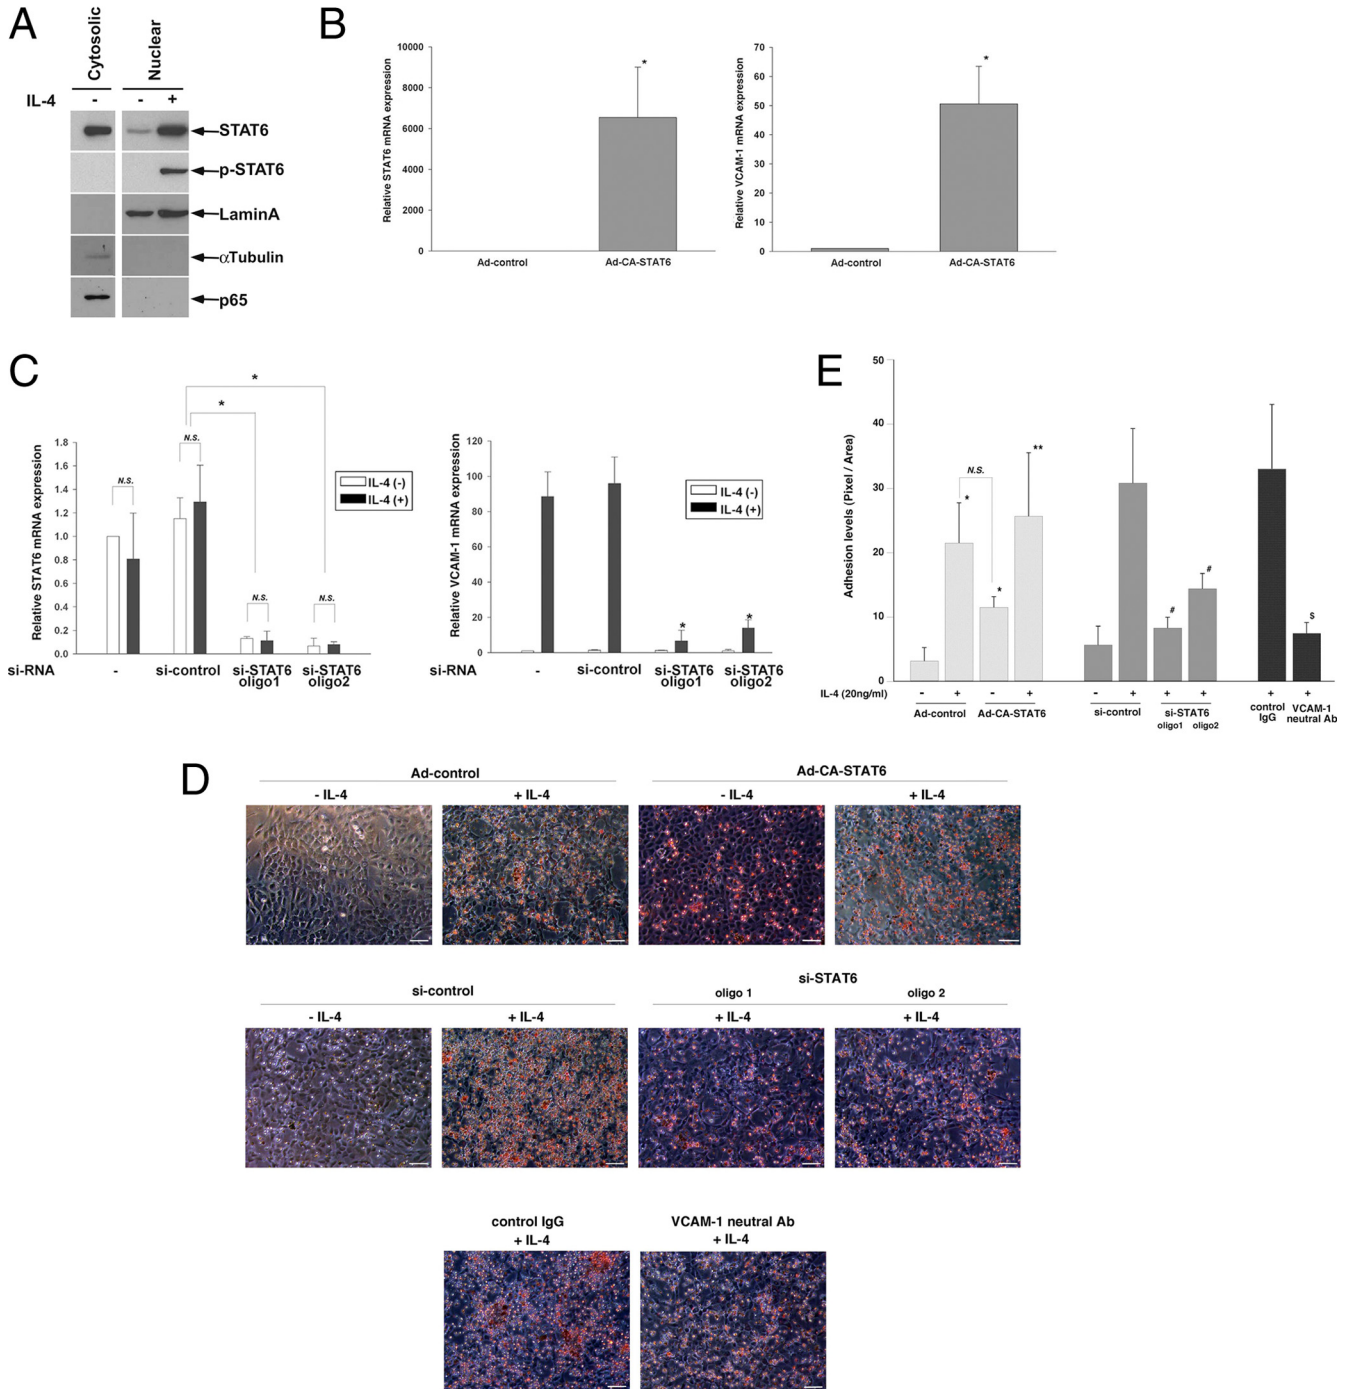 A
Cytosolic
Nuclear
IL-4 - - +
STAT6
p-STAT6
LaminA
αTubulin
p65
B
Relative STAT6 mRNA expression
10000
8000
6000
4000
2000
0
*
Ad-control Ad-CA-STAT6
Relative VCAM-1 mRNA expression
70
60
50
40
30
20
10
0
*
Ad-control Ad-CA-STAT6
C
Relative STAT6 mRNA expression
1.8
1.6
1.4
1.2
1.0
0.8
0.6
0.4
0.2
0.0
*
*
N.S.
N.S.
N.S.
N.S.
IL-4 (-)
IL-4 (+)
si-RNA - si-control si-STAT6 si-STAT6
oligo1 oligo2
Relative VCAM-1 mRNA expression
120
100
80
60
40
20
0
IL-4 (-)
IL-4 (+)
*
*
si-RNA - si-control si-STAT6 si-STAT6
oligo1 oligo2
E
Adhesion levels (Pixel / Area)
50
40
30
20
10
0
N.S.
*
*
**
#
#
$
IL-4 (20ng/ml) - + - + - + + + + +
Ad-control Ad-CA-STAT6 si-control si-STAT6 control IgG VCAM-1 neutral Ab
oligo1 oligo2
D
Ad-control Ad-CA-STAT6
- IL-4 + IL-4 - IL-4 + IL-4
si-control si-STAT6
oligo 1 oligo 2
- IL-4 + IL-4 + IL-4 + IL-4
control IgG VCAM-1 neutral Ab
+ IL-4 + IL-4